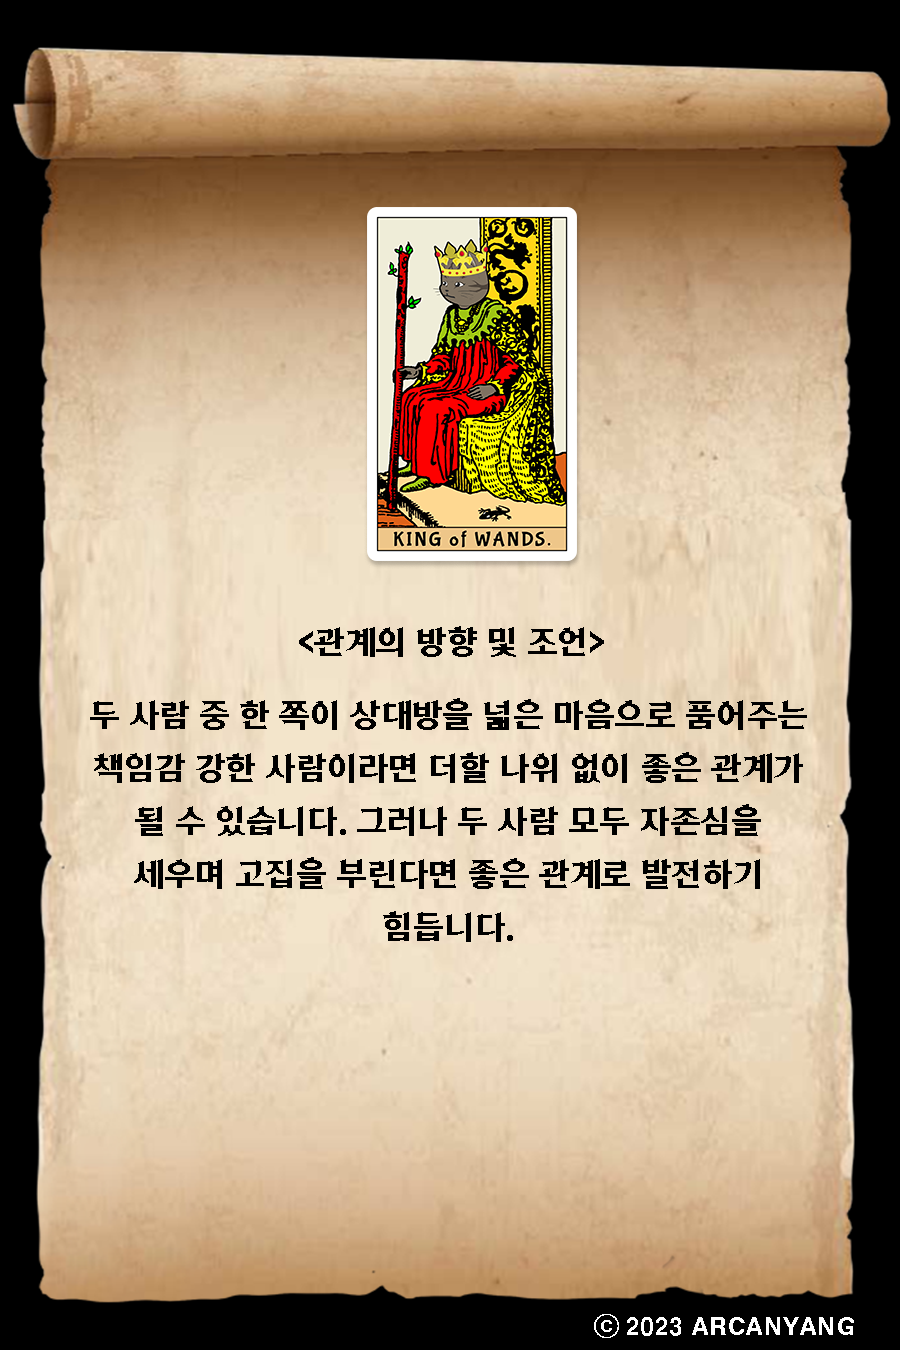 KING of WANDS.
<관계의 방향 및 조언>
두 사람 중 한 쪽이 상대방을 넓은 마음으로 품어주는
책임감 강한 사람이라면 더할 나위 없이 좋은 관계가
될 수 있습니다. 그러나 두 사람 모두 자존심을
세우며 고집을 부린다면 좋은 관계로 발전하기
힘듭니다.
ⓒ 2023 ARCANYANG